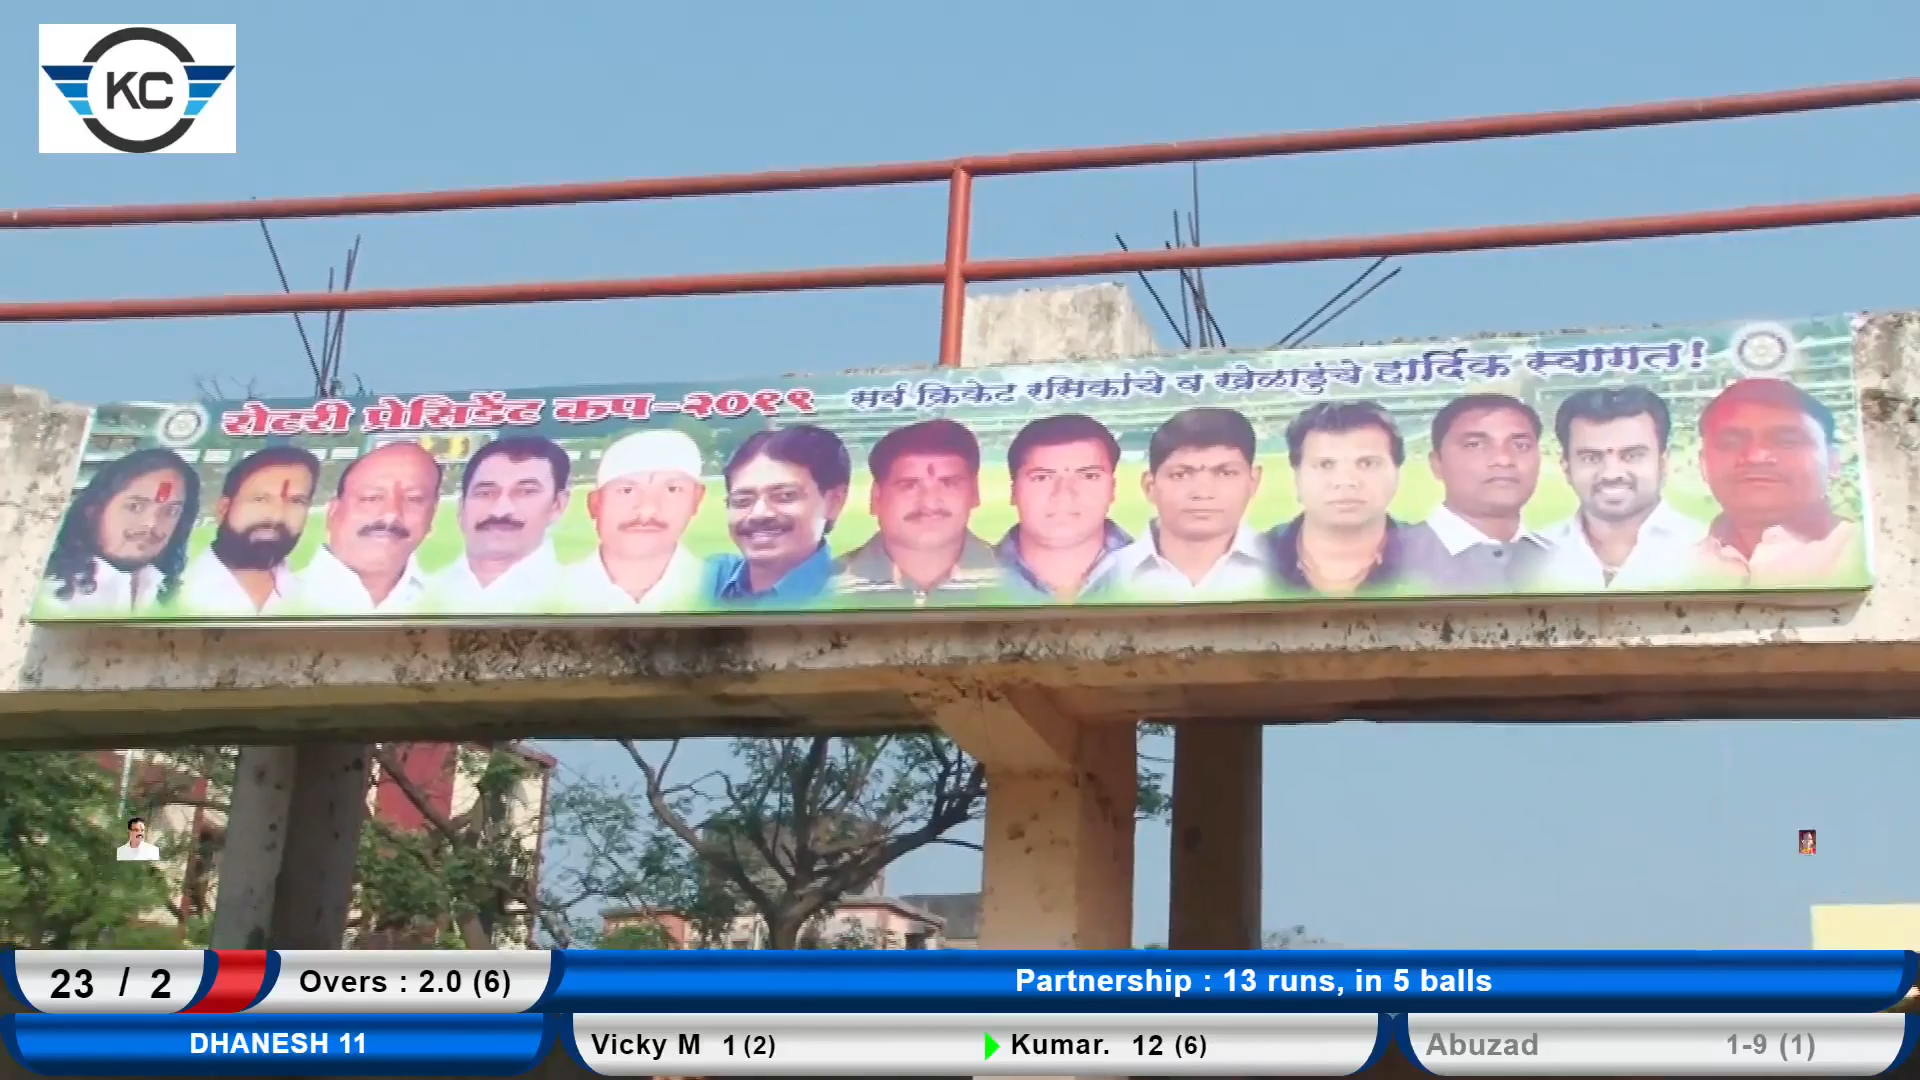 KC
रोटरी प्रेसिडेंट कप-२०१९ सर्व क्रिकेट रसिकांचे व खेळाडुंचे हार्दिक स्वागत!
23 / 2 Overs : 2.0 (6) Partnership : 13 runs, in 5 balls
DHANESH 11 Vicky M 1 (2) Kumar. 12 (6) Abuzad 1-9 (1)